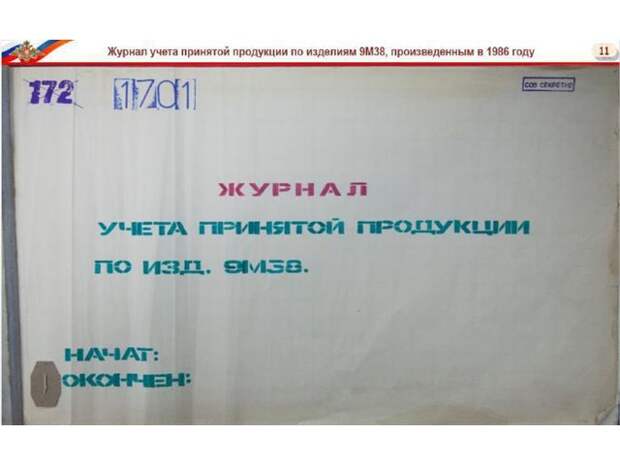 Журнал учета принятой продукции по изделиям 9М38, произведенным в 1986 году
11
172
1701
СОВ СЕКРЕТНО
ЖУРНАЛ
УЧЕТА ПРИНЯТОЙ ПРОДУКЦИИ
ПО ИЗД. 9М38.
НАЧАТ:
ОКОНЧЕН: